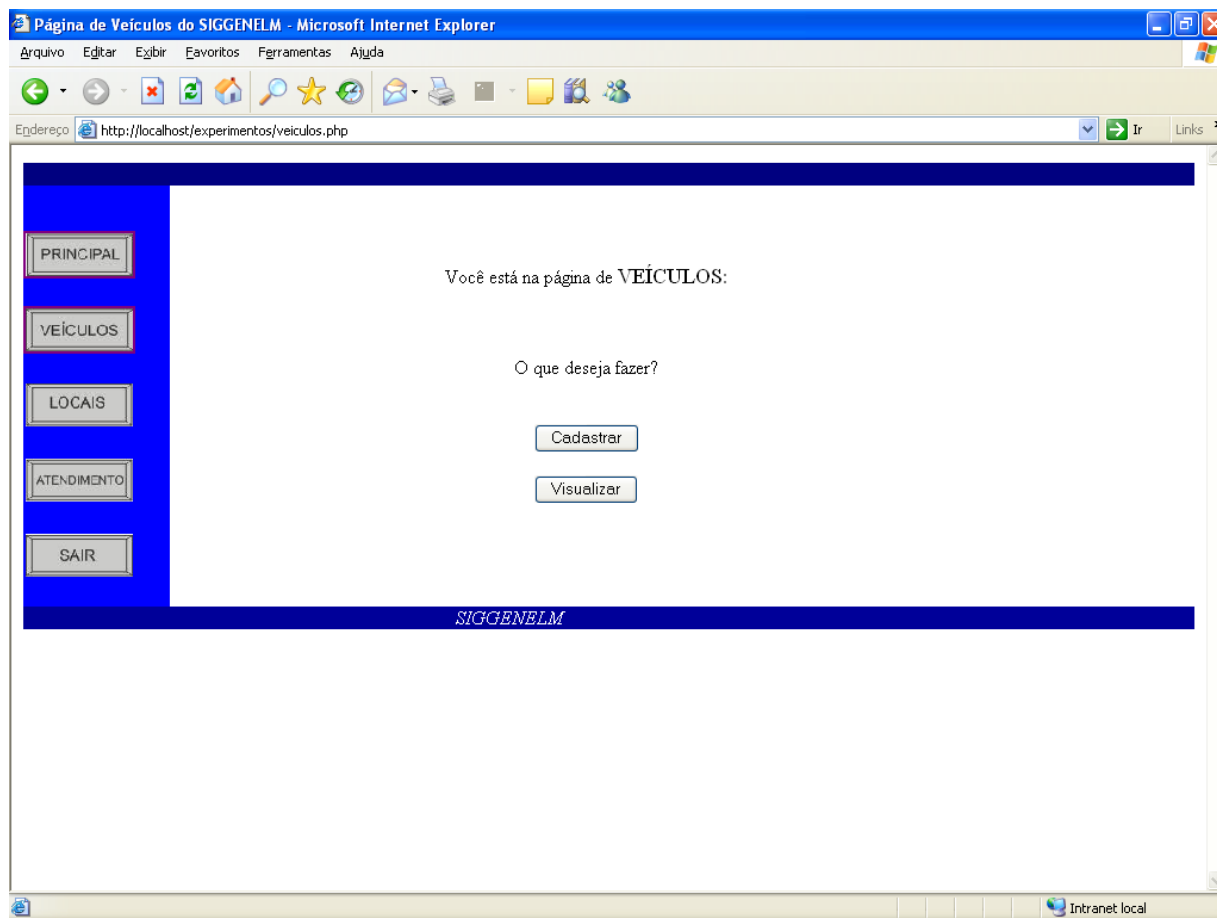 Página de Veículos do SIGGENELM - Microsoft Internet Explorer
Arquivo Editar Exibir Favoritos Ferramentas Ajuda
Endereço http://localhost/experimentos/veiculos.php Ir Links
PRINCIPAL
Você está na página de VEÍCULOS:
VEÍCULOS
O que deseja fazer?
LOCAIS
Cadastrar
ATENDIMENTO
Visualizar
SAIR
SIGGENELM
Intranet local